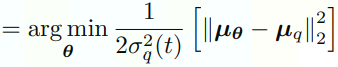 = arg min_θ 1 / 2σ_q^2(t) [‖μ_θ − μ_q‖_2^2]